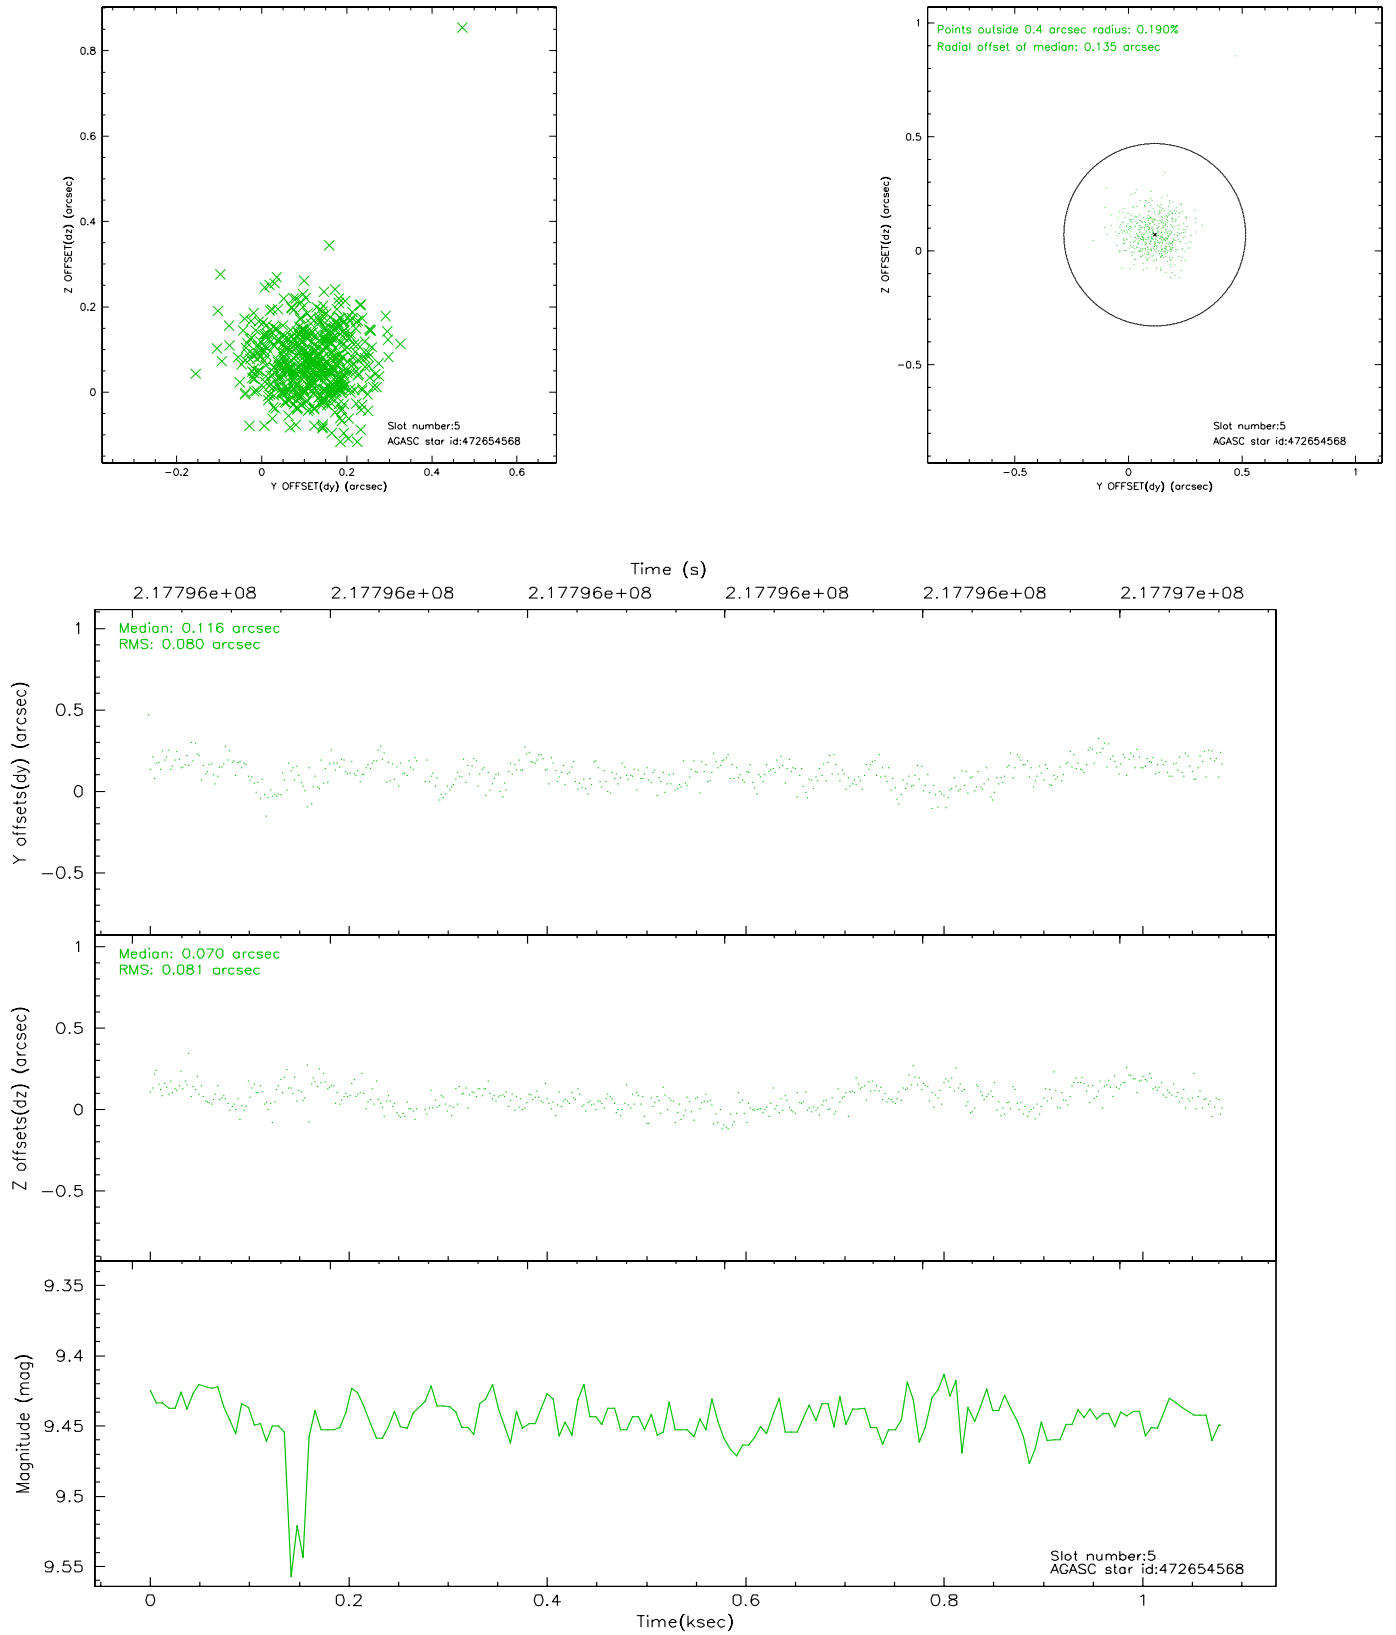 0.8
0.6
0.4
0.2
0
Z OFFSET(dz) (arcsec)
Slot number:5
AGASC star id:472654568
−0.2 0 0.2 0.4 0.6
Y OFFSET(dy) (arcsec)
Points outside 0.4 arcsec radius: 0.190%
Radial offset of median: 0.135 arcsec
1
0.5
0
−0.5
Z OFFSET(dz) (arcsec)
Slot number:5
AGASC star id:472654568
−0.5 0 0.5 1
Y OFFSET(dy) (arcsec)
Time (s)
2.17796e+08 2.17796e+08 2.17796e+08 2.17796e+08 2.17796e+08 2.17797e+08
Median: 0.116 arcsec
RMS: 0.080 arcsec
1
0.5
0
−0.5
Y offsets(dy) (arcsec)
Median: 0.070 arcsec
RMS: 0.081 arcsec
1
0.5
0
−0.5
Z offsets(dz) (arcsec)
9.35
9.4
9.45
9.5
9.55
Magnitude (mag)
Slot number:5
AGASC star id:472654568
0 0.2 0.4 0.6 0.8 1
Time(ksec)